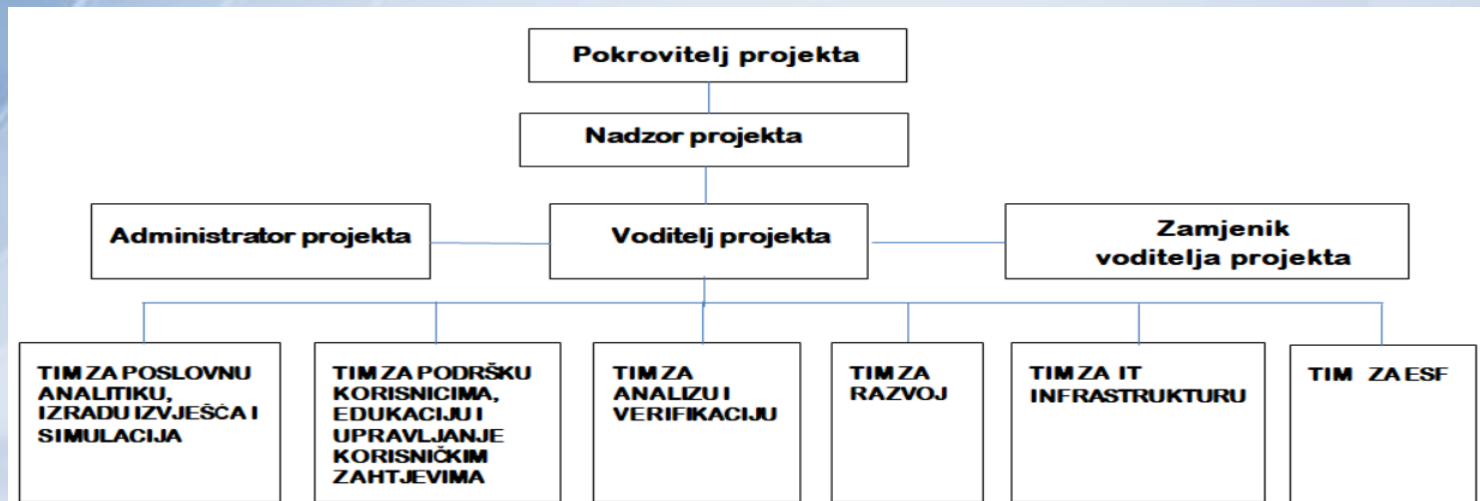 Pokrovitelj projekta
Nadzor projekta
Administrator projekta
Voditelj projekta
Zamjenik
voditelja projekta
TIM ZA POSLOVNU
ANALITIKU,
IZRADU IZVJEŠĆA I
SIMULACIJA
TIM ZA PODRŠKU
KORISNICIMA,
EDUKACIJU I
UPRAVLJANJE
KORISNIČKIM
ZAHTJEVIMA
TIM ZA
ANALIZU I
VERIFIKACIJU
TIM ZA
RAZVOJ
TIM ZA IT
INFRASTRUKTURU
TIM ZA ESF